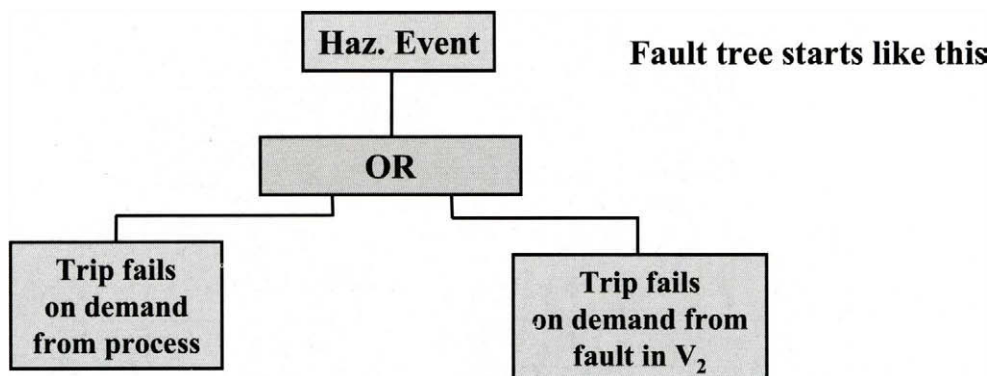 Haz. Event
Fault tree starts like this
OR
Trip fails
on demand
from process
Trip fails
on demand from
fault in V₂